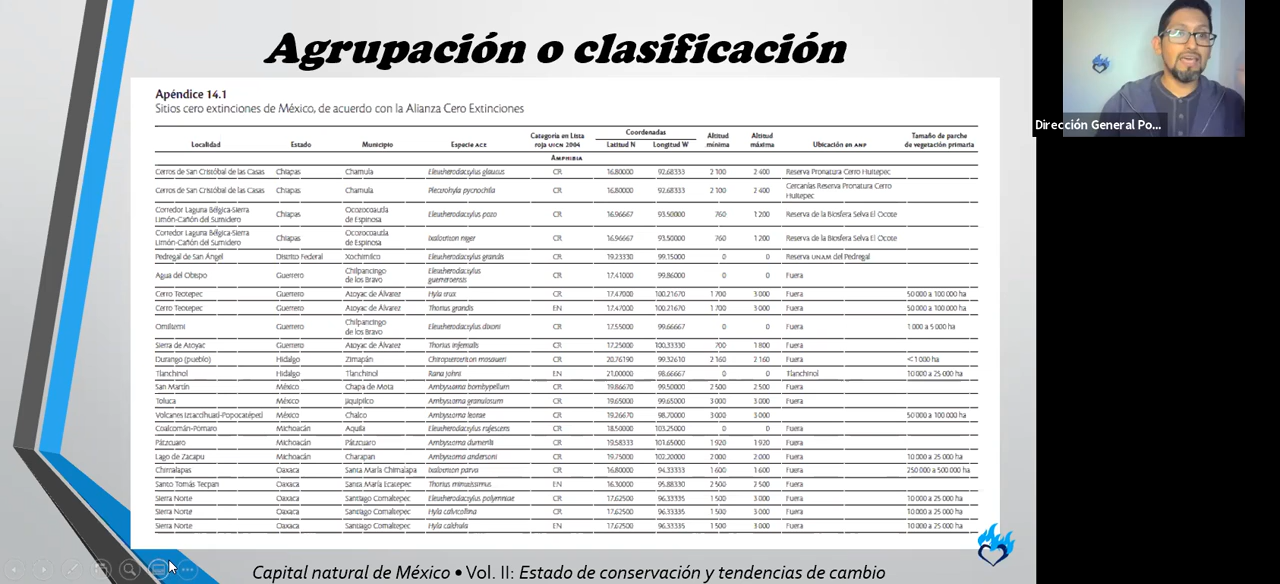 Agrupación o clasificación
Dirección General Po...
Apéndice 14.1
Sitios cero extinciones de México, de acuerdo con la Alianza Cero Extinciones
Localidad Estado Municipio Especie ACE Categoría en Lista roja UICN 2004 Coordenadas Latitud N Longitud W Altitud mínima Altitud máxima Ubicación en ANP Tamaño de parche de vegetación primaria
AMPHIBIA
Cerros de San Cristóbal de las Casas Chiapas Chamula Eleutherodactylus glaucus CR 16.80000 92.68333 2 100 2 400 Reserva Pronatura Cerro Huitepec
Cerros de San Cristóbal de las Casas Chiapas Chamula Plectrohyla pycnochila CR 16.80000 92.68333 2 100 2 400 Cercanías Reserva Pronatura Cerro Huitepec
Corredor Laguna Bélgica-Sierra Limón-Cañón del Sumidero Chiapas Ocozocoautla de Espinosa Eleutherodactylus pozo CR 16.96667 93.50000 760 1 200 Reserva de la Biosfera Selva El Ocote
Corredor Laguna Bélgica-Sierra Limón-Cañón del Sumidero Chiapas Ocozocoautla de Espinosa Ixalotriton niger CR 16.96667 93.50000 760 1 200 Reserva de la Biosfera Selva El Ocote
Pedregal de San Ángel Distrito Federal Xochimilco Eleutherodactylus grandis CR 19.23330 99.15000 0 0 Reserva UNAM del Pedregal
Agua del Obispo Guerrero Chilpancingo de los Bravo Eleutherodactylus guerreroensis CR 17.41000 99.86000 0 0 Fuera
Cerro Teotepec Guerrero Atoyac de Álvarez Hyla trux CR 17.47000 100.21670 1 700 3 000 Fuera 50 000 a 100 000 ha
Cerro Teotepec Guerrero Atoyac de Álvarez Thorius grandis EN 17.47000 100.21670 1 700 3 000 Fuera 50 000 a 100 000 ha
Omiltemi Guerrero Chilpancingo de los Bravo Eleutherodactylus dixoni CR 17.55000 99.66667 0 0 Fuera 1 000 a 5 000 ha
Sierra de Atoyac Guerrero Atoyac de Álvarez Thorius infernalis CR 17.25000 100.33330 700 1 800 Fuera
Durango (pueblo) Hidalgo Zimapán Chiropterotriton mosaueri CR 20.76190 99.32610 2 160 2 160 Fuera <1 000 ha
Tlanchinol Hidalgo Tlanchinol Rana johni EN 21.00000 98.66667 0 0 Tlanchinol 10 000 a 25 000 ha
San Martín México Chapa de Mota Ambystoma bombypellum CR 19.86670 99.50000 2 500 2 500 Fuera
Toluca México Jiquipilco Ambystoma granulosum CR 19.65000 99.65000 3 000 3 000 Fuera
Volcanes Iztaccíhuatl-Popocatépetl México Chalco Ambystoma leorae CR 19.26670 98.70000 3 000 3 000 50 000 a 100 000 ha
Coalcomán-Pomaro Michoacán Aquila Eleutherodactylus rufescens CR 18.50000 103.25000 0 0 Fuera
Pátzcuaro Michoacán Pátzcuaro Ambystoma dumerilii CR 19.58333 101.65000 1 920 1 920 Fuera
Lago de Zacapu Michoacán Charapan Ambystoma andersoni CR 19.75000 102.20000 2 000 2 000 Fuera 10 000 a 25 000 ha
Chimalapas Oaxaca Santa María Chimalapa Ixalotriton parva CR 16.80000 94.33333 1 600 1 600 Fuera 250 000 a 500 000 ha
Santo Tomás Tecpan Oaxaca Santa María Ecatepec Thorius minutissimus EN 16.30000 95.88330 2 500 2 500 Fuera
Sierra Norte Oaxaca Santiago Comaltepec Eleutherodactylus polymniae CR 17.62500 96.33335 1 500 3 000 Fuera 10 000 a 25 000 ha
Sierra Norte Oaxaca Santiago Comaltepec Hyla calvicollina CR 17.62500 96.33335 1 500 3 000 Fuera 10 000 a 25 000 ha
Sierra Norte Oaxaca Santiago Comaltepec Hyla calthula EN 17.62500 96.33335 1 500 3 000 Fuera 10 000 a 25 000 ha
Capital natural de México • Vol. II: Estado de conservación y tendencias de cambio